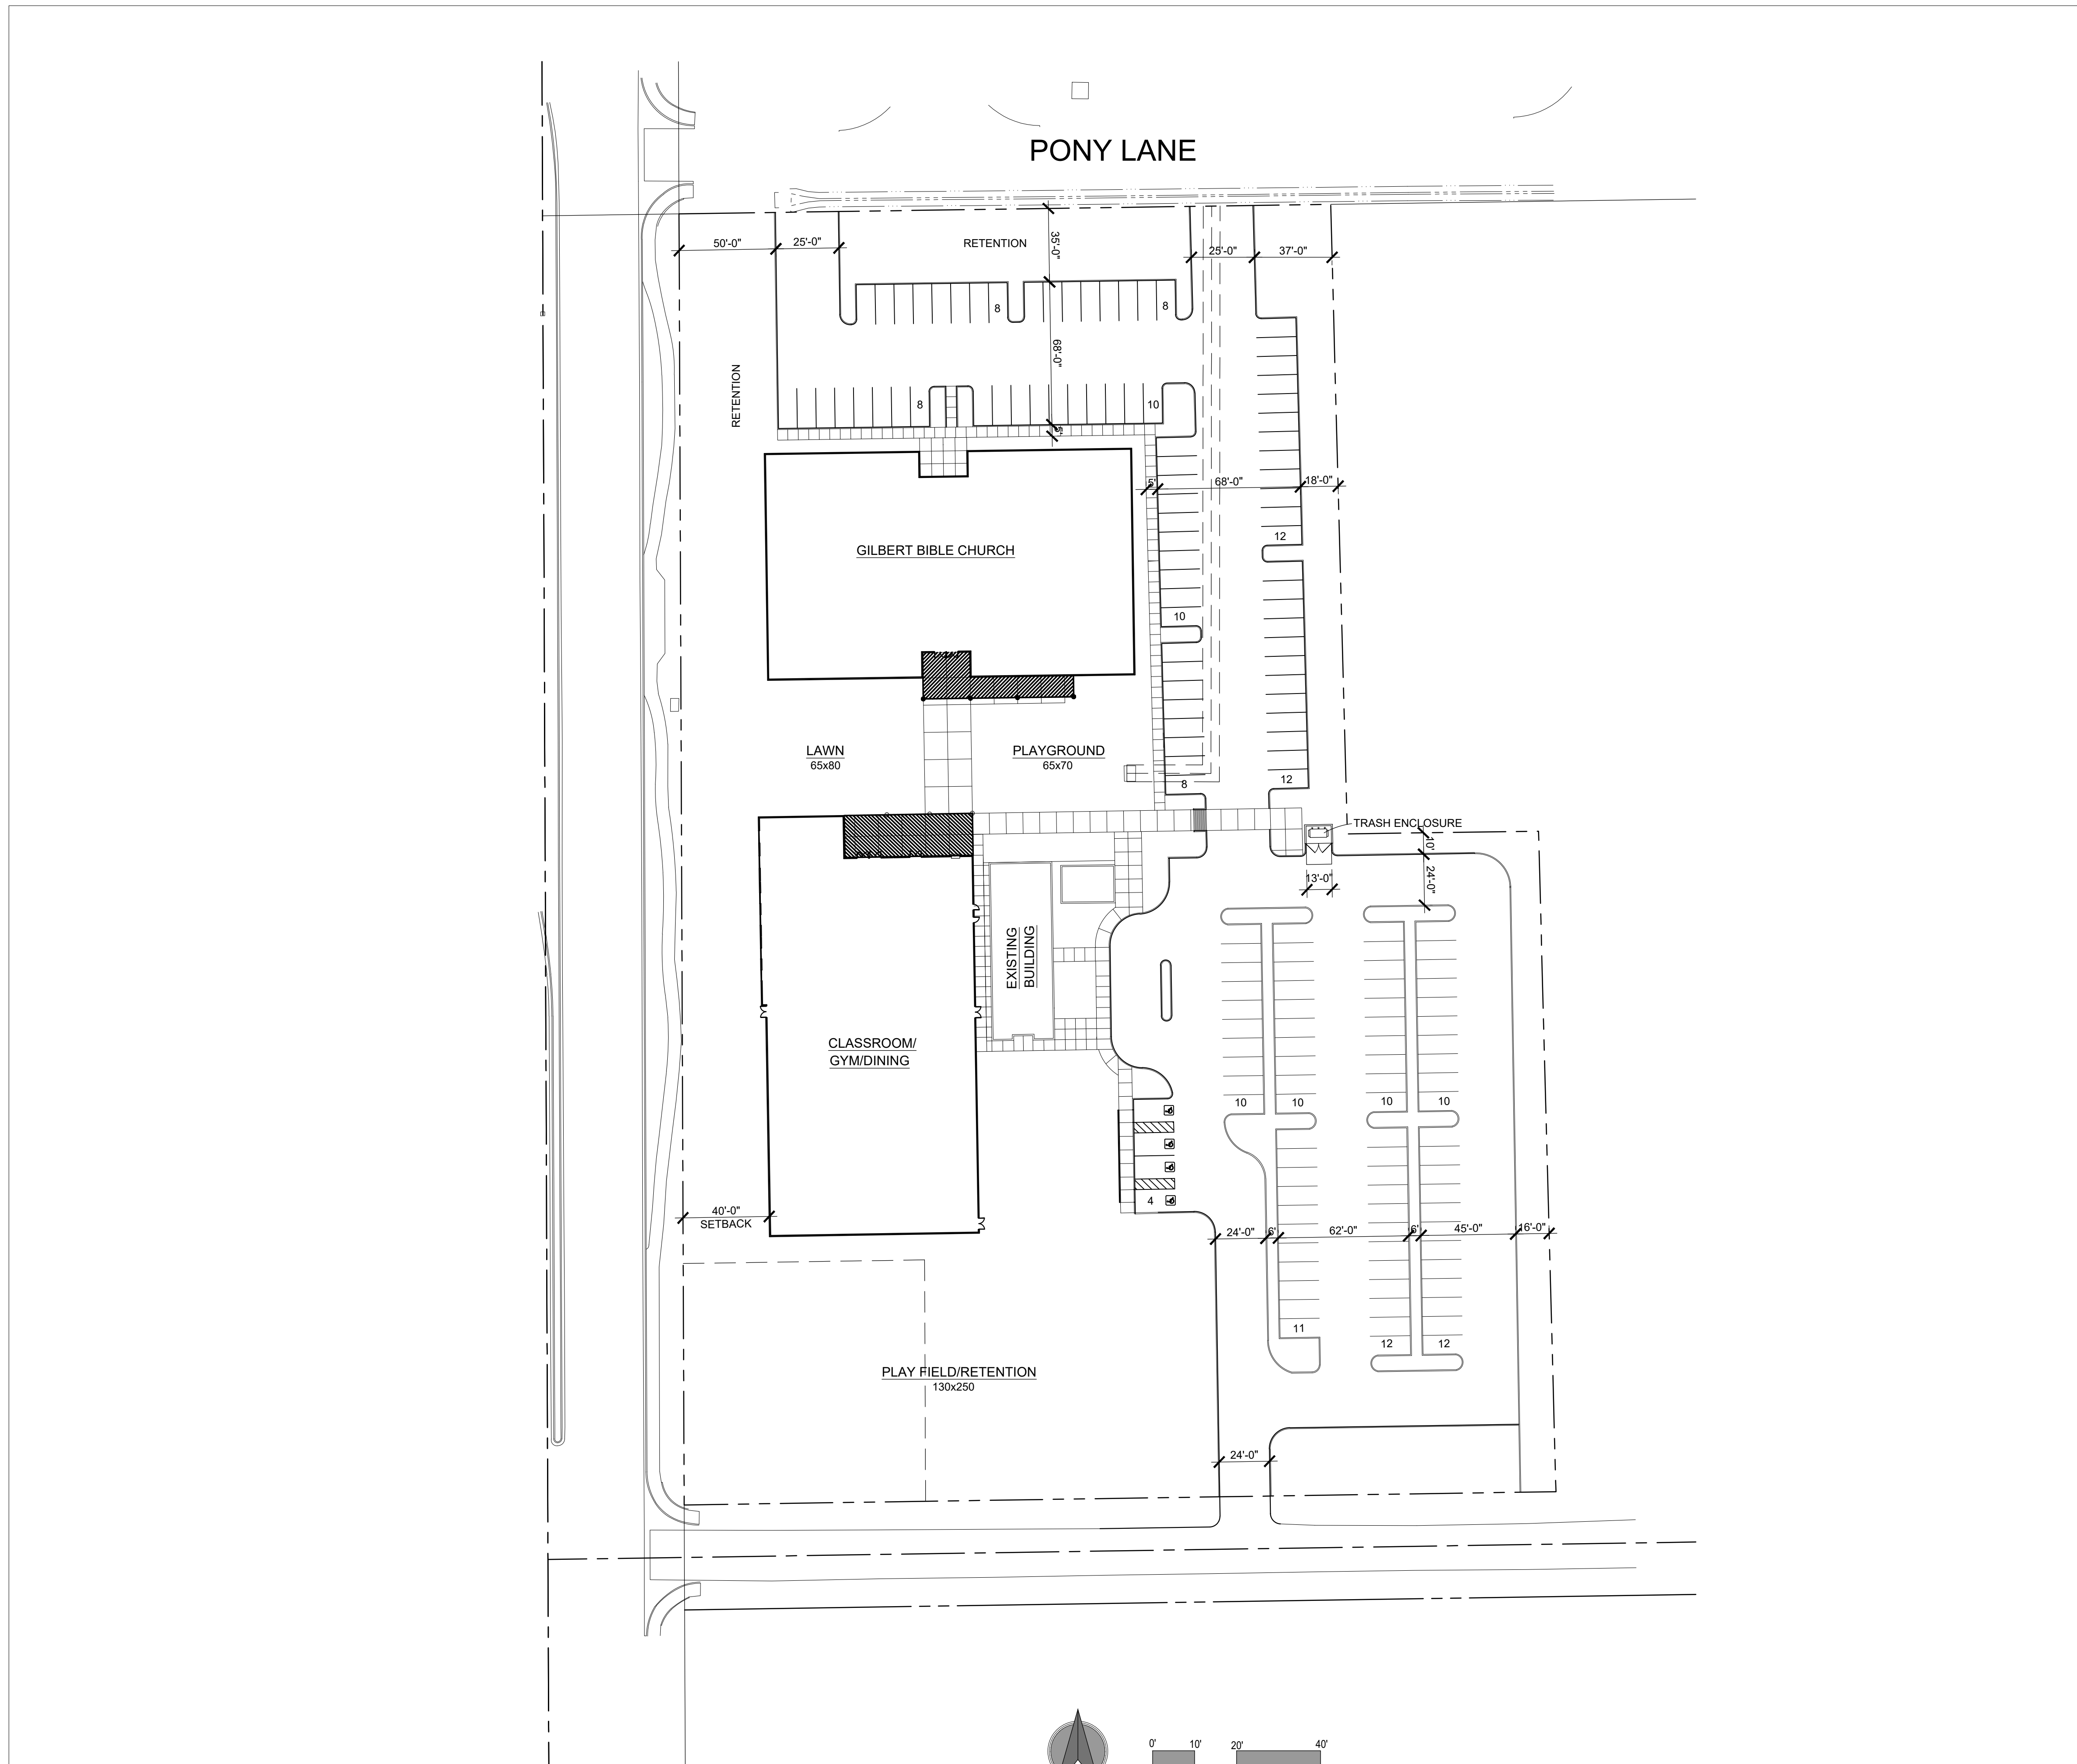 PONY LANE
50'-0"
25'-0"
RETENTION
35'-0"
25'-0"
37'-0"
8
8
68'-0"
RETENTION
8
10
5'
5'
68'-0"
18'-0"
12
GILBERT BIBLE CHURCH
10
LAWN
65x80
PLAYGROUND
65x70
8
12
TRASH ENCLOSURE
10'
24'-0"
13'-0"
EXISTING
BUILDING
CLASSROOM/
GYM/DINING
10
10
10
10
4
40'-0"
SETBACK
24'-0"
6'
62'-0"
6'
45'-0"
16'-0"
11
12
12
PLAY FIELD/RETENTION
130x250
24'-0"
0'
10'
20'
40'